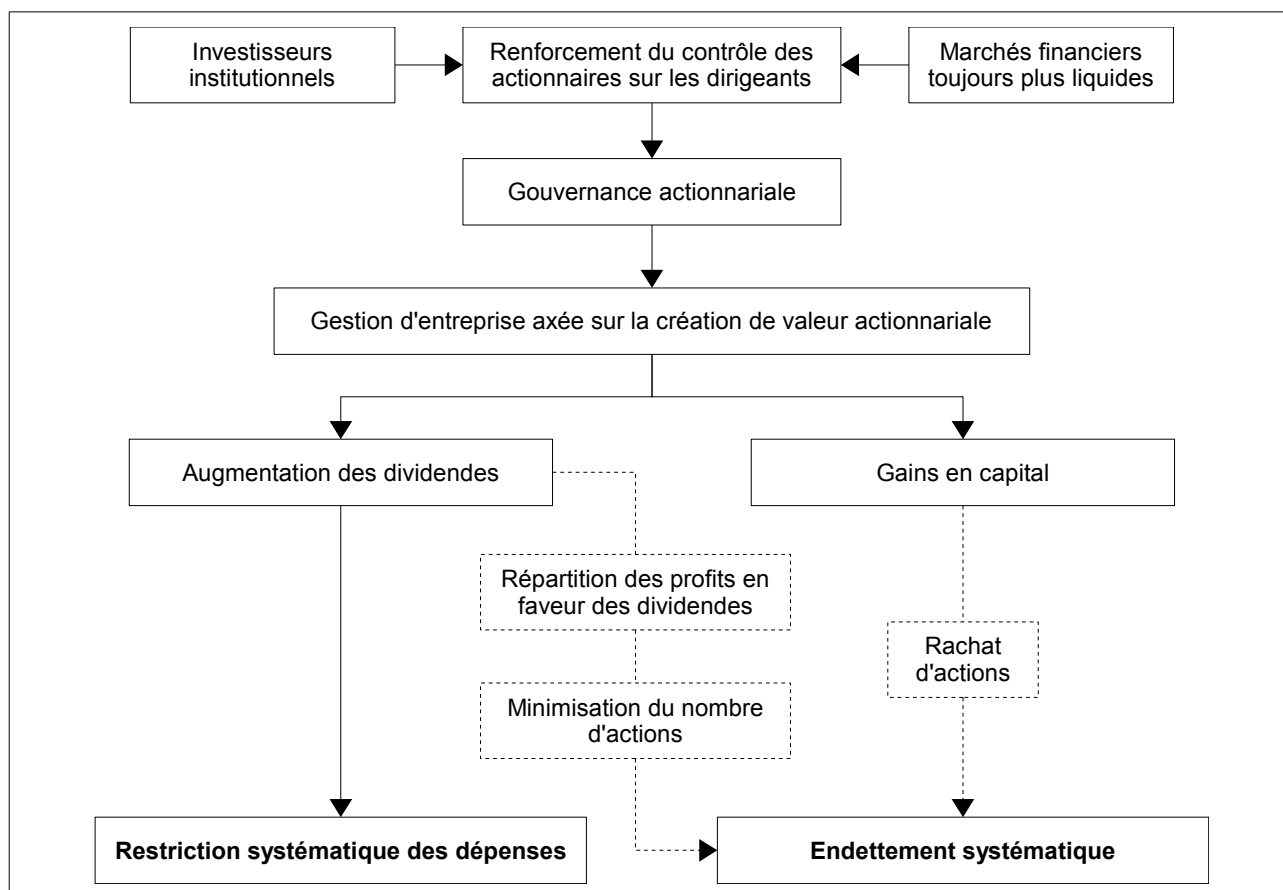 Investisseurs
institutionnels
Renforcement du contrôle des
actionnaires sur les dirigeants
Marchés financiers
toujours plus liquides
Gouvernance actionnariale
Gestion d'entreprise axée sur la création de valeur actionnariale
Augmentation des dividendes
Gains en capital
Répartition des profits en
faveur des dividendes
Rachat
d'actions
Minimisation du nombre
d'actions
Restriction systématique des dépenses
Endettement systématique